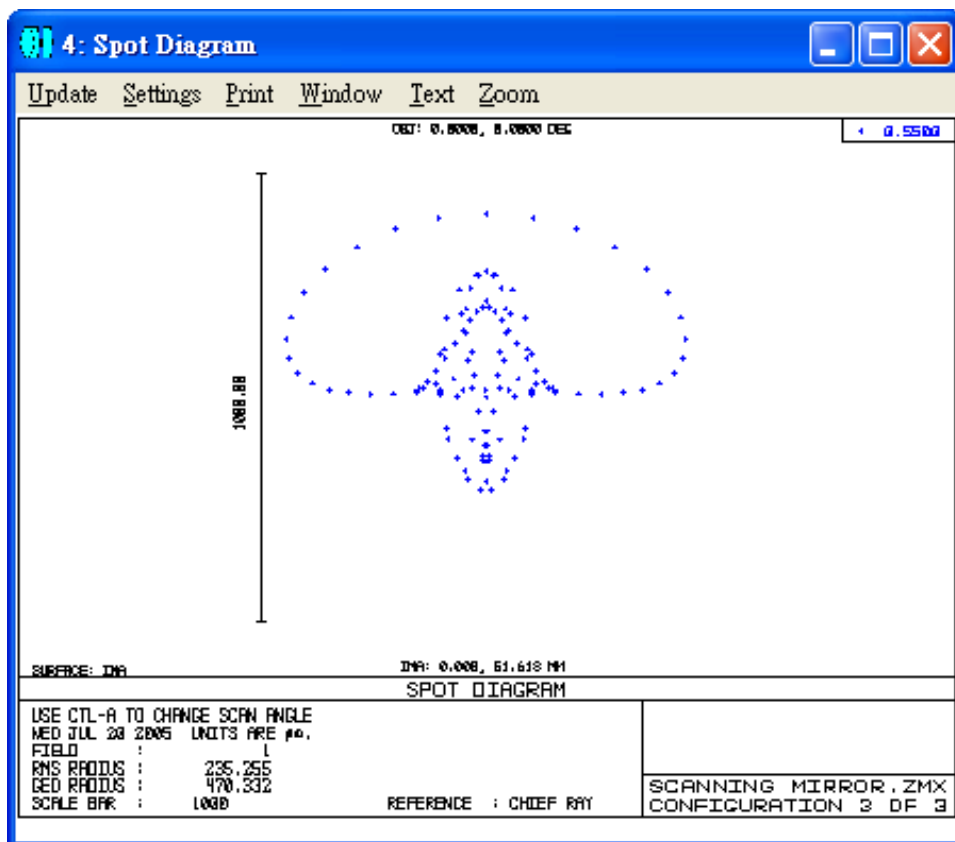 4: Spot Diagram
Update Settings Print Window Text Zoom
OBJ: 0.0000, 0.0000 DEG
0.5500
SURFACE: IMA
IMA: 0.000, 61.618 MM
SPOT DIAGRAM
USE CTL-A TO CHANGE SCAN ANGLE
WED JUL 20 2005 UNITS ARE µm.
FIELD : 1
RMS RADIUS : 235.255
GEO RADIUS : 470.332
SCALE BAR : 1000 REFERENCE : CHIEF RAY
SCANNING MIRROR.ZMX
CONFIGURATION 3 OF 3